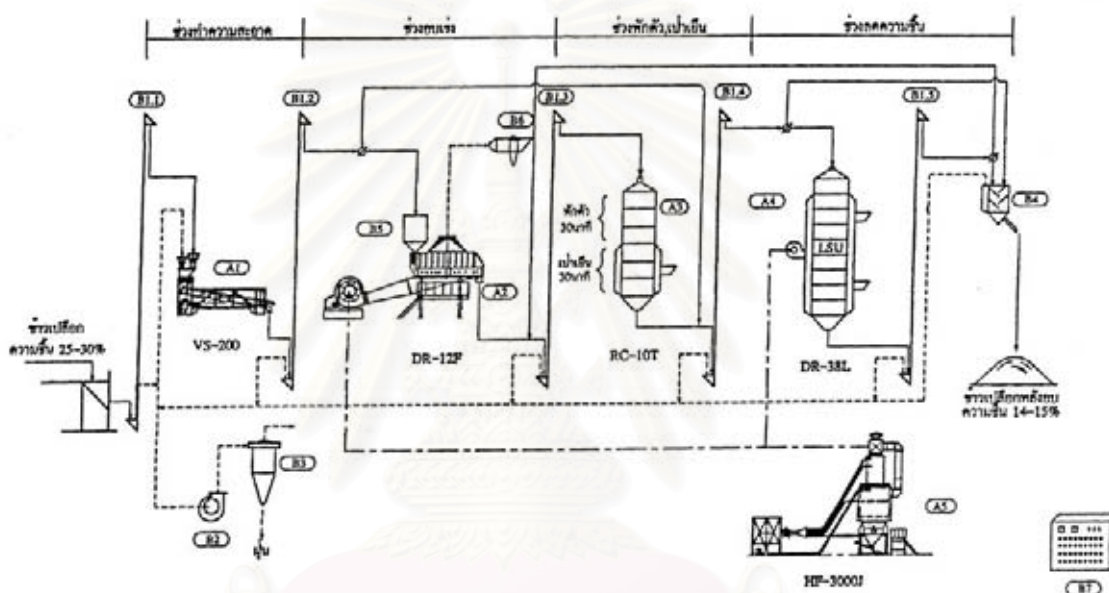 ช่วงทำความสะอาด
ช่วงอบเร่ง
ช่วงพักตัว,เป่าเย็น
ช่วงลดความชื้น
B1.1
B1.2
B1.3
B1.4
B1.5
B6
B5
A3
A4
B4
พักตัว
30นาที
LSU
A1
A2
เป่าเย็น
30นาที
VS-200
DR-12F
RC-10T
DR-38L
ข้าวเปลือก
ความชื้น 25-30%
ข้าวเปลือกหลังอบ
ความชื้น 14-15%
B3
B2
ฝุ่น
A5
HF-3000J
B7